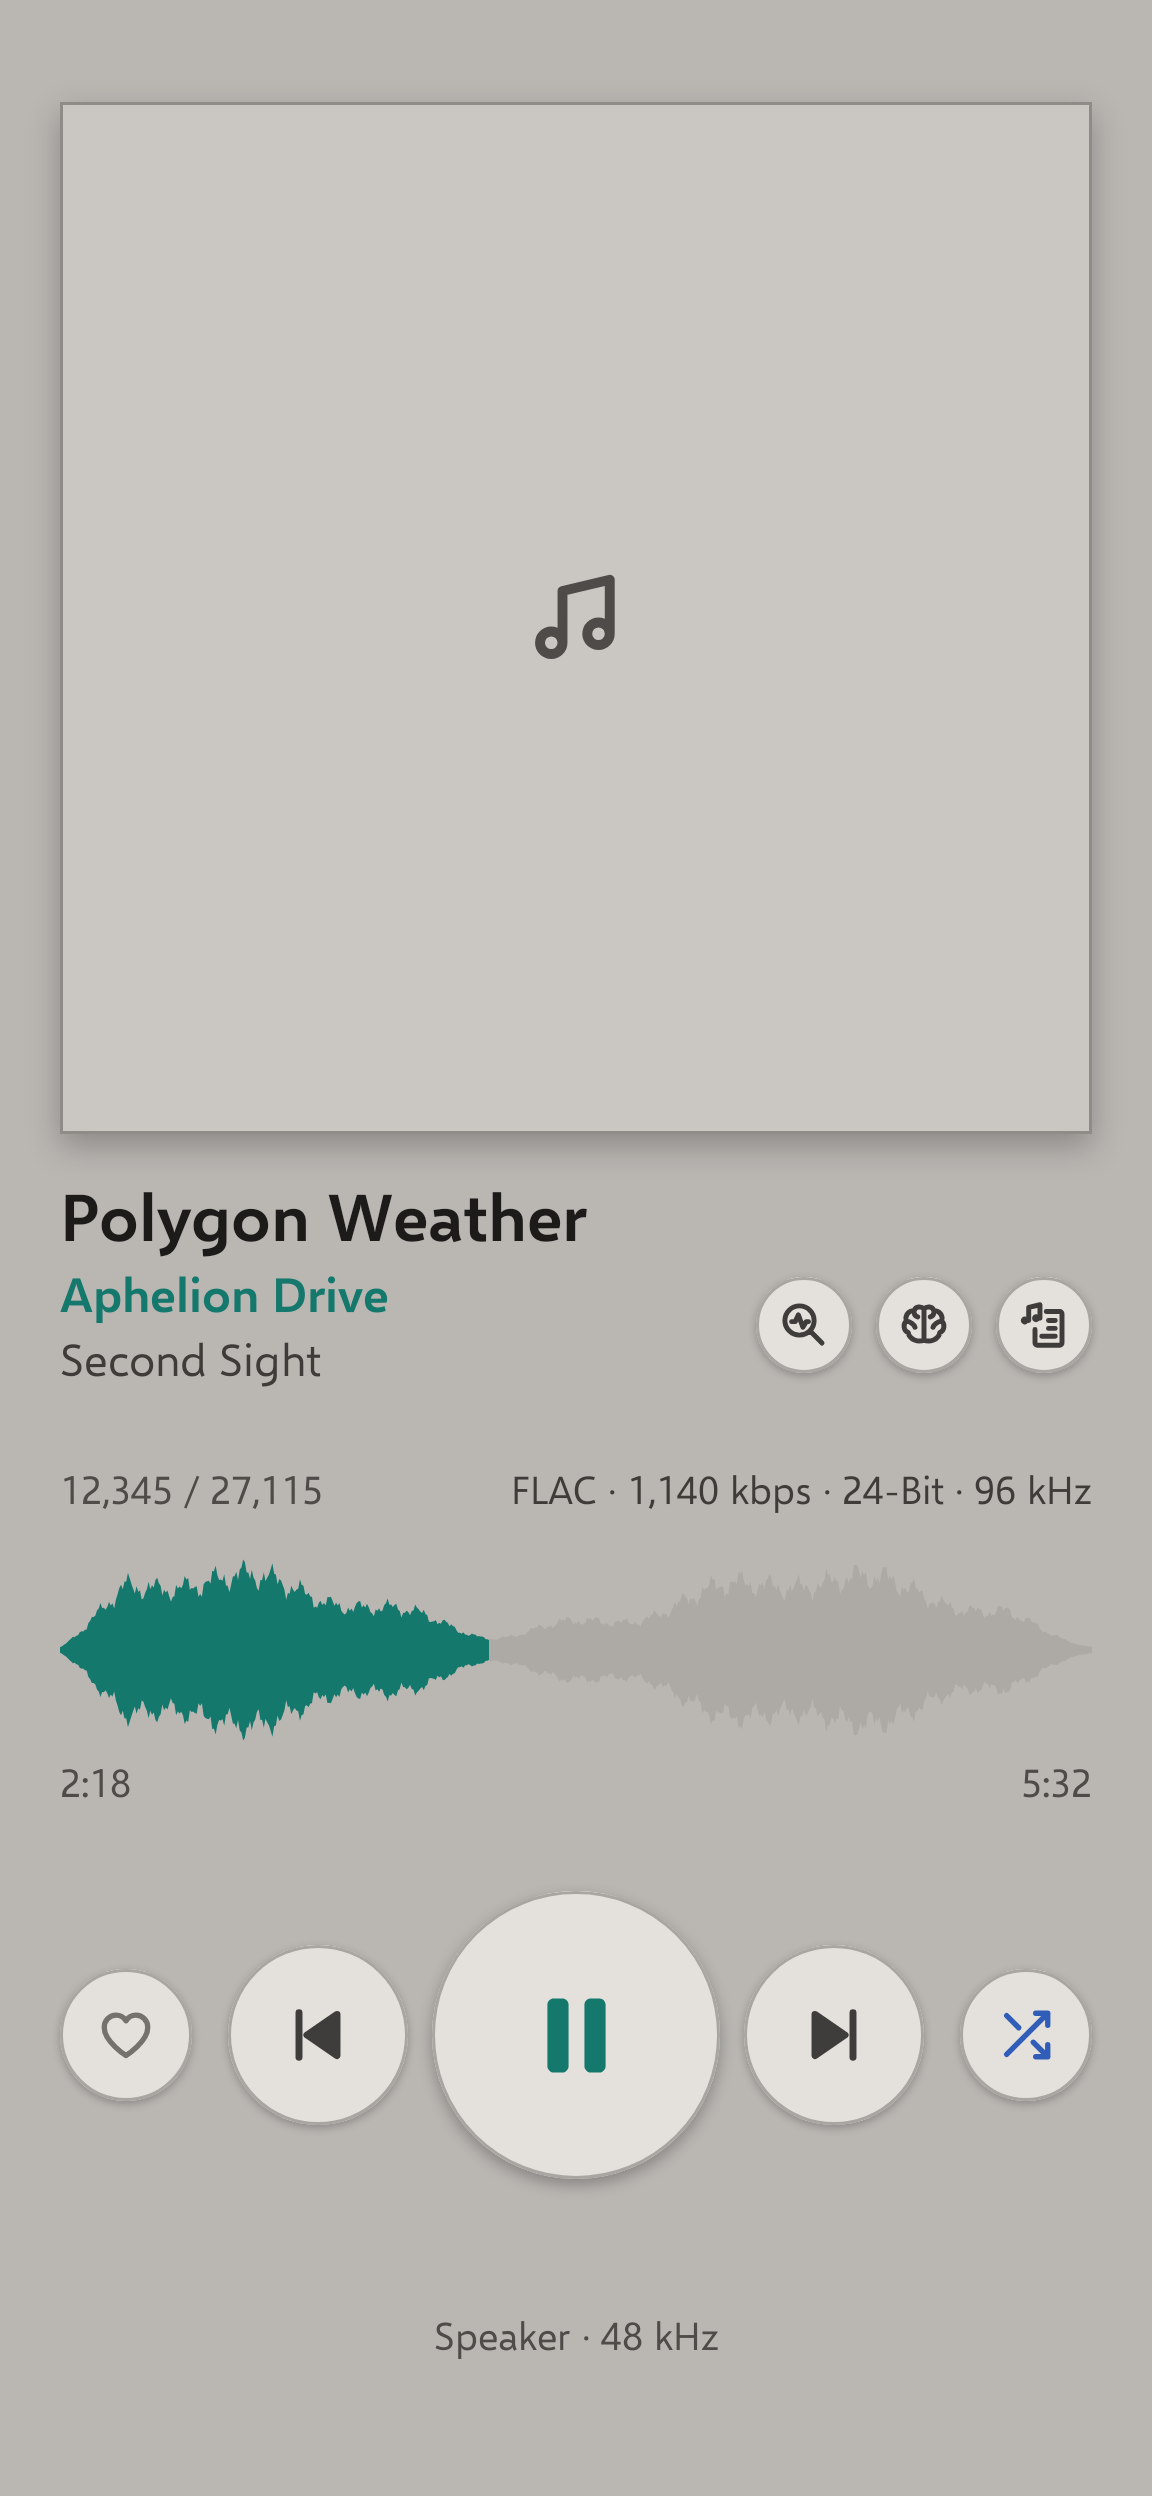 Polygon Weather
Aphelion Drive
Second Sight
12,345 / 27,115
FLAC · 1,140 kbps · 24-Bit · 96 kHz
2:18
5:32
Speaker · 48 kHz